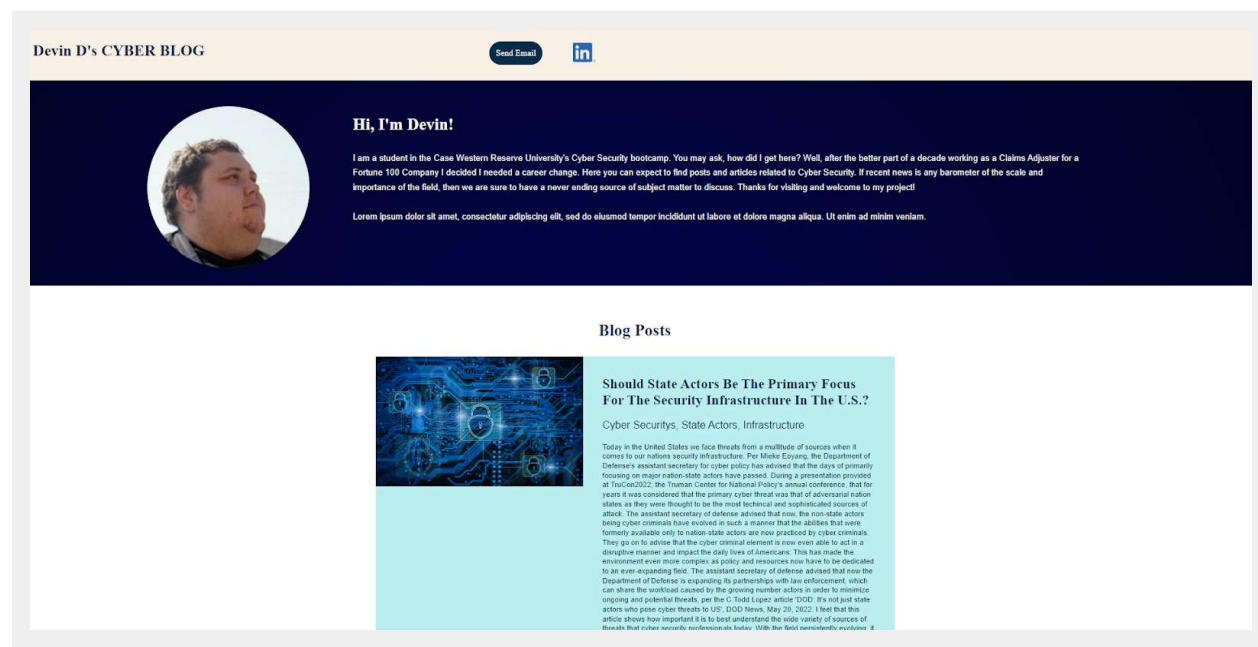 Devin D's CYBER BLOG
Send Email
in
Hi, I'm Devin!
I am a student in the Case Western Reserve University's Cyber Security bootcamp. You may ask, how did I get here? Well, after the better part of a decade working as a Claims Adjuster for a
Fortune 100 Company I decided I needed a career change. Here you can expect to find posts and articles related to Cyber Security. If recent news is any barometer of the scale and
importance of the field, then we are sure to have a never ending source of subject matter to discuss. Thanks for visiting and welcome to my project!
Lorem ipsum dolor sit amet, consectetur adipiscing elit, sed do eiusmod tempor incididunt ut labore et dolore magna aliqua. Ut enim ad minim veniam.
Blog Posts
Should State Actors Be The Primary Focus
For The Security Infrastructure In The U.S.?
Cyber Securitys, State Actors, Infrastructure
Today in the United States we face threats from a multitude of sources when it
comes to our nations security infrastructure. Per Mieke Eoyang, the Department of
Defense's assistant secretary for cyber policy has advised that the days of primarily
focusing on major nation-state actors have passed. During a presentation provided
at TruCon2022; the Truman Center for National Policy's annual conference, that for
years it was considered that the primary cyber threat was that of adversarial nation
states as they were thought to be the most techincal and sophisticated sources of
attack. The assistant secretary of defense advised that now, the non-state actors
being cyber criminals have evolved in such a manner that the abilities that were
formerly available only to nation-state actors are now practiced by cyber criminals.
They go on to advise that the cyber criminal element is now even able to act in a
disruptive manner and impact the daily lives of Americans. This has made the
environment even more complex as policy and resources now have to be dedicated
to an ever-expanding field. The assistant secretary of defense advised that now the
Department of Defense is expanding its partnerships with law enforcement, which
can share the workload caused by the growing number actors in order to minimize
ongoing and potential threats, per the C.Todd Lopez article 'DOD: It's not just state
actors who pose cyber threats to US', DOD News, May 20, 2022. I feel that this
article shows how important it is to best understand the wide variety of sources of
threats that cyber security professionals today. With the field persistently evolving, it